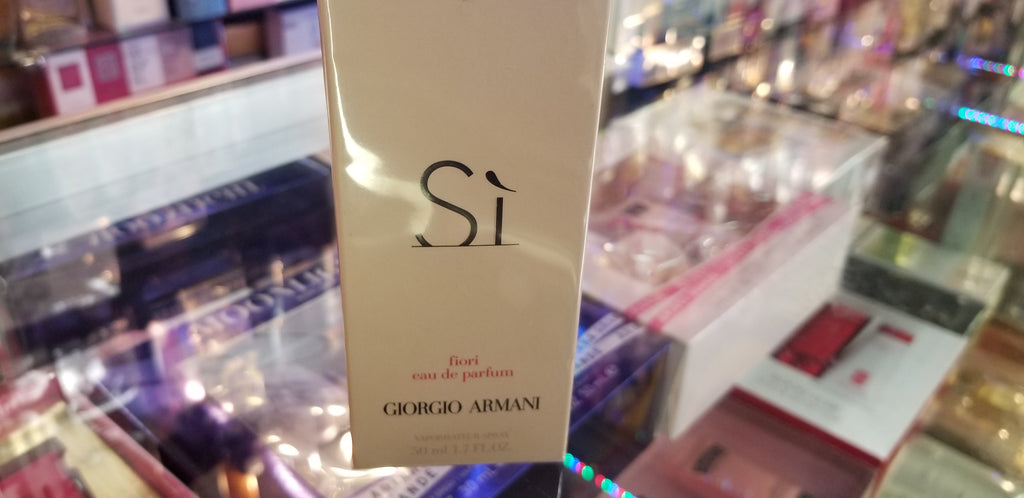 Sì
fiori
eau de parfum
GIORGIO ARMANI
VAPORISATEUR SPRAY
50 ml 1.7 FL.OZ.